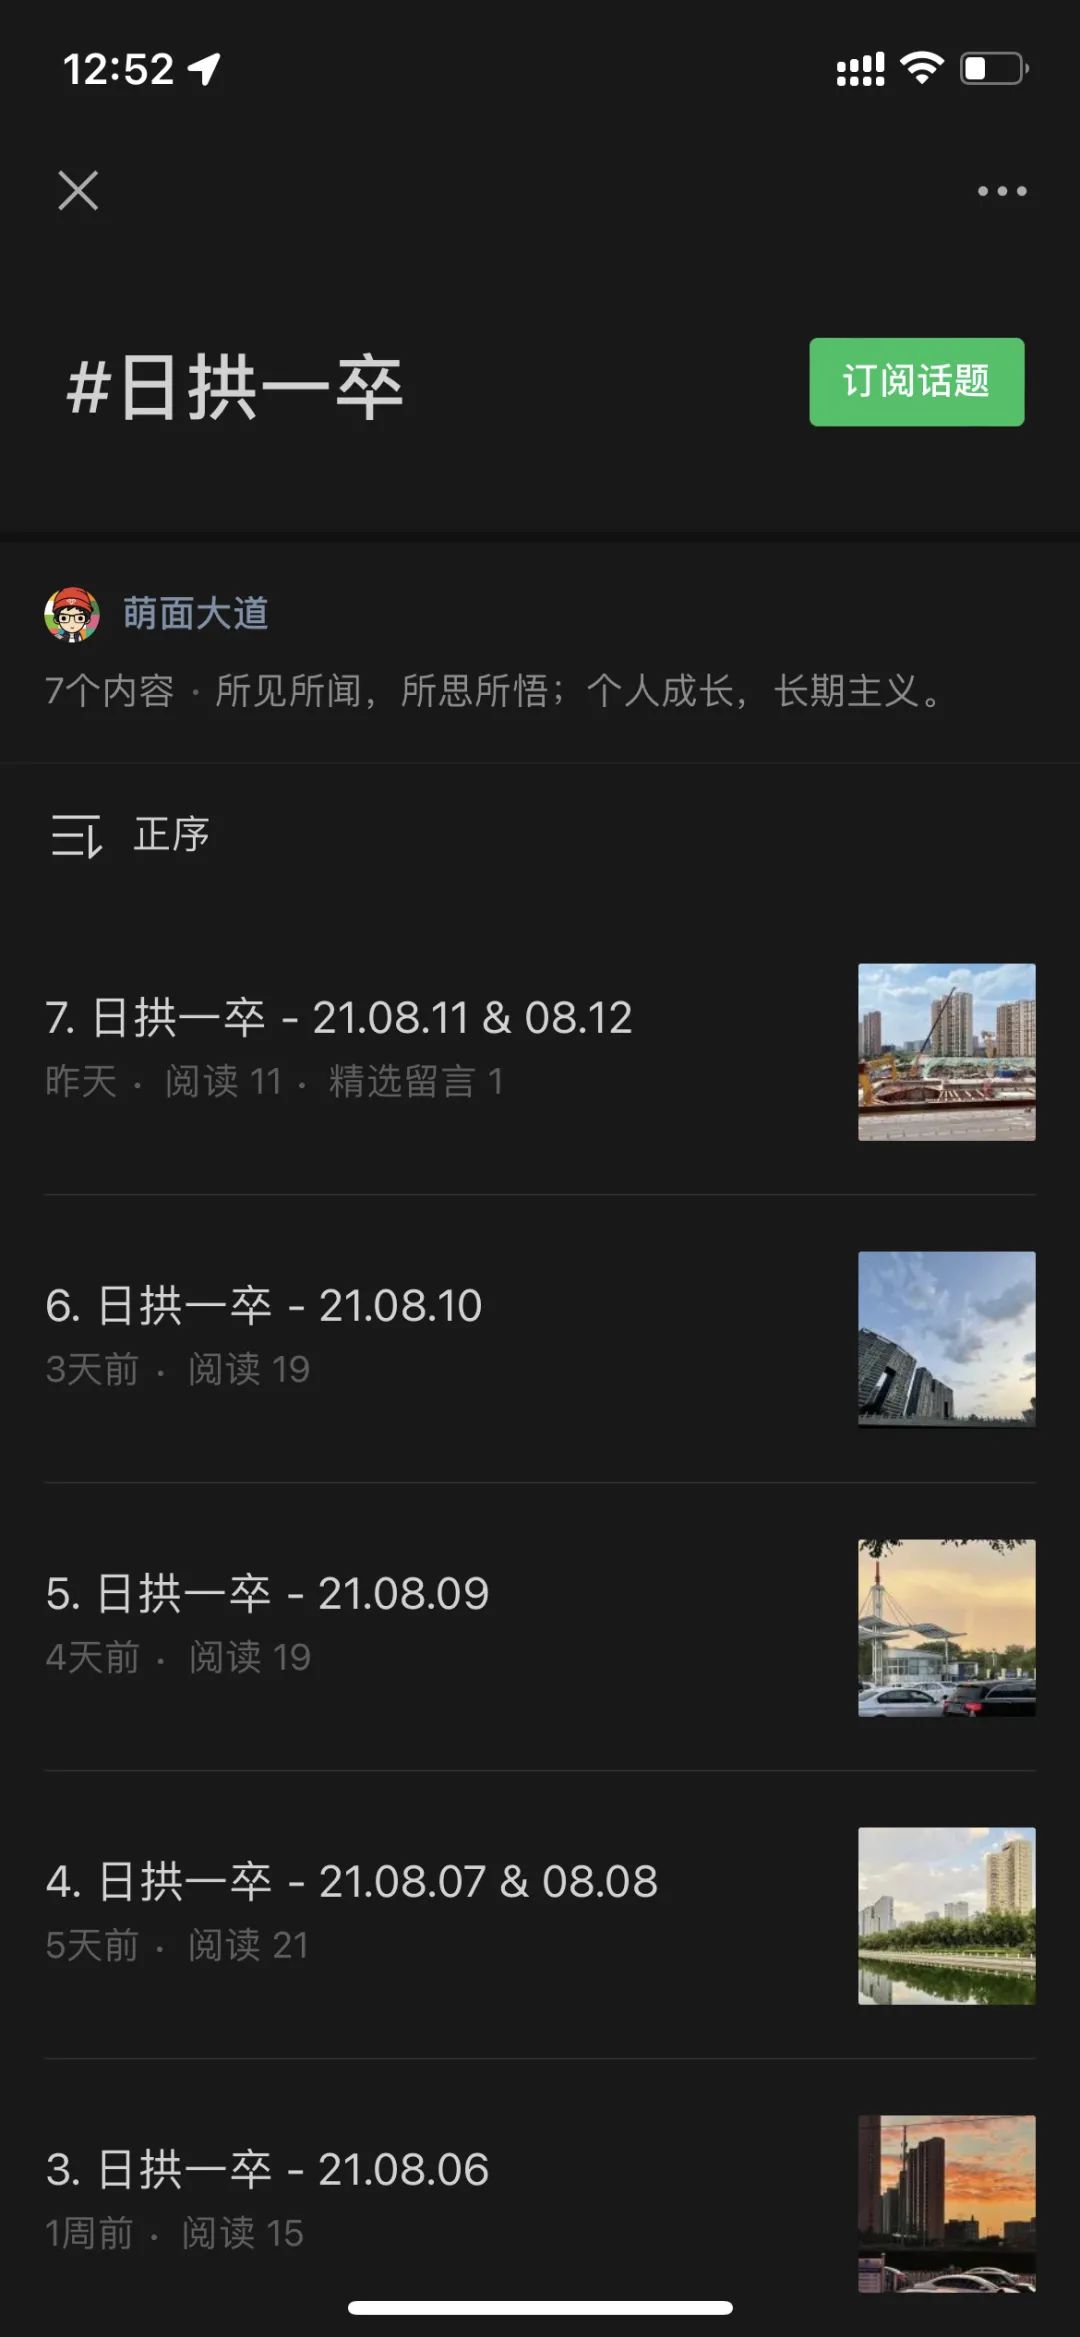 12:52
#日拱一卒
订阅话题
萌面大道
7个内容 · 所见所闻，所思所悟；个人成长，长期主义。
正序
7. 日拱一卒 - 21.08.11 & 08.12
昨天 · 阅读 11 · 精选留言 1
6. 日拱一卒 - 21.08.10
3天前 · 阅读 19
5. 日拱一卒 - 21.08.09
4天前 · 阅读 19
4. 日拱一卒 - 21.08.07 & 08.08
5天前 · 阅读 21
3. 日拱一卒 - 21.08.06
1周前 · 阅读 15